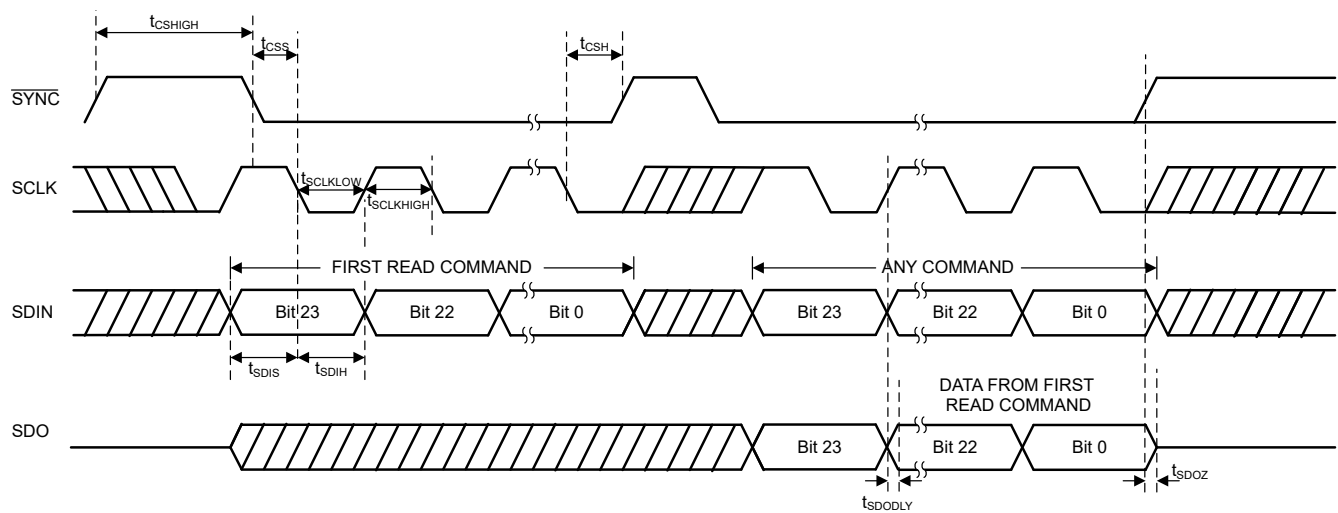 tCSHIGH
tCSS
tCSH
SYNC
SCLK
tSCLKLOW
tSCLKHIGH
FIRST READ COMMAND
ANY COMMAND
SDIN
Bit 23
Bit 22
Bit 0
Bit 23
Bit 22
Bit 0
tSDIS
tSDIH
DATA FROM FIRST
READ COMMAND
SDO
Bit 23
Bit 22
Bit 0
tSDODLY
tSDOZ